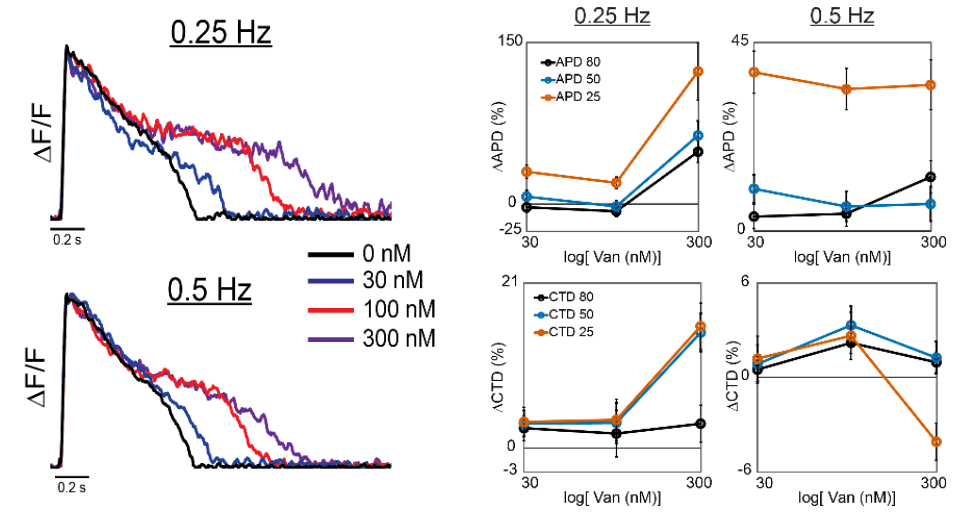 0.25 Hz
ΔF/F
0.2 s
0 nM
30 nM
100 nM
300 nM
0.5 Hz
ΔF/F
0.2 s
0.25 Hz
150
APD 80
APD 50
APD 25
ΔAPD (%)
0
-25
30
300
log[ Van (nM)]
0.5 Hz
45
ΔAPD (%)
0
30
300
log[ Van (nM)]
21
CTD 80
CTD 50
CTD 25
ΔCTD (%)
0
-3
30
300
log[ Van (nM)]
6
ΔCTD (%)
0
-6
30
300
log[ Van (nM)]